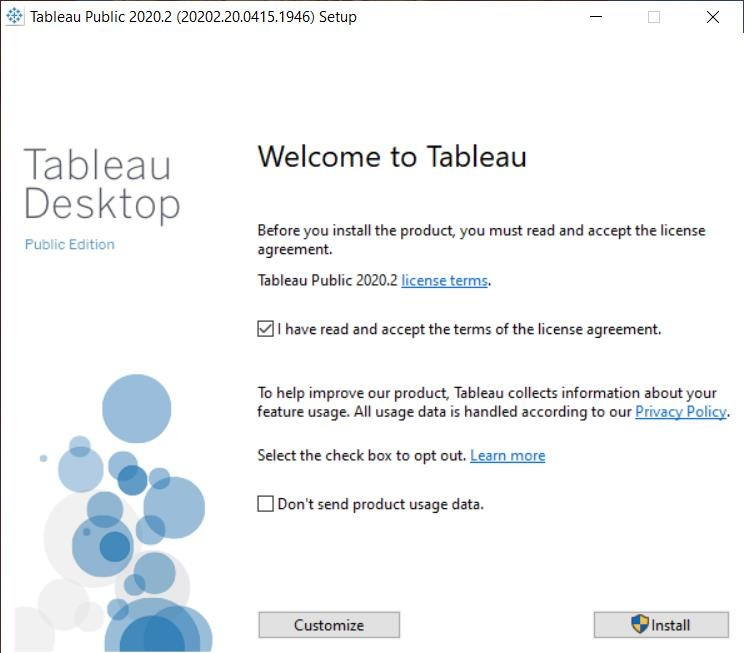 Tableau Public 2020.2 (20202.20.0415.1946) Setup
Tableau
Desktop
Public Edition
Welcome to Tableau
Before you install the product, you must read and accept the license
agreement.
Tableau Public 2020.2 license terms.
I have read and accept the terms of the license agreement.
To help improve our product, Tableau collects information about your
feature usage. All usage data is handled according to our Privacy Policy.
Select the check box to opt out. Learn more
Don't send product usage data.
Customize
Install